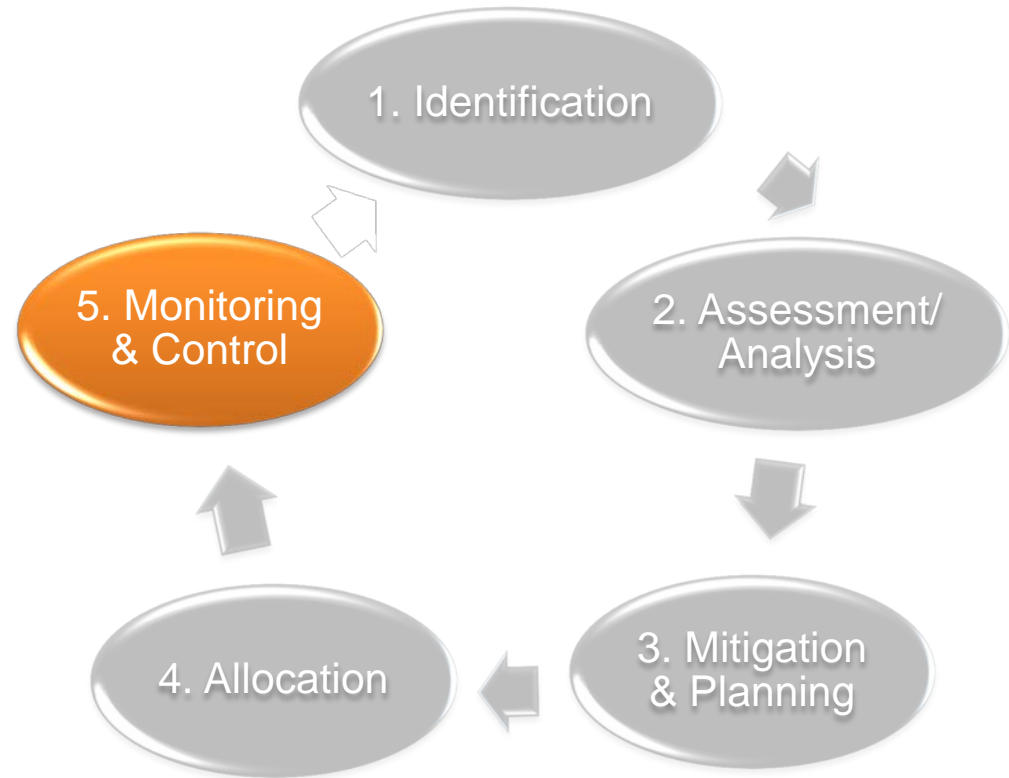 1. Identification
2. Assessment/
Analysis
3. Mitigation
& Planning
4. Allocation
5. Monitoring
& Control